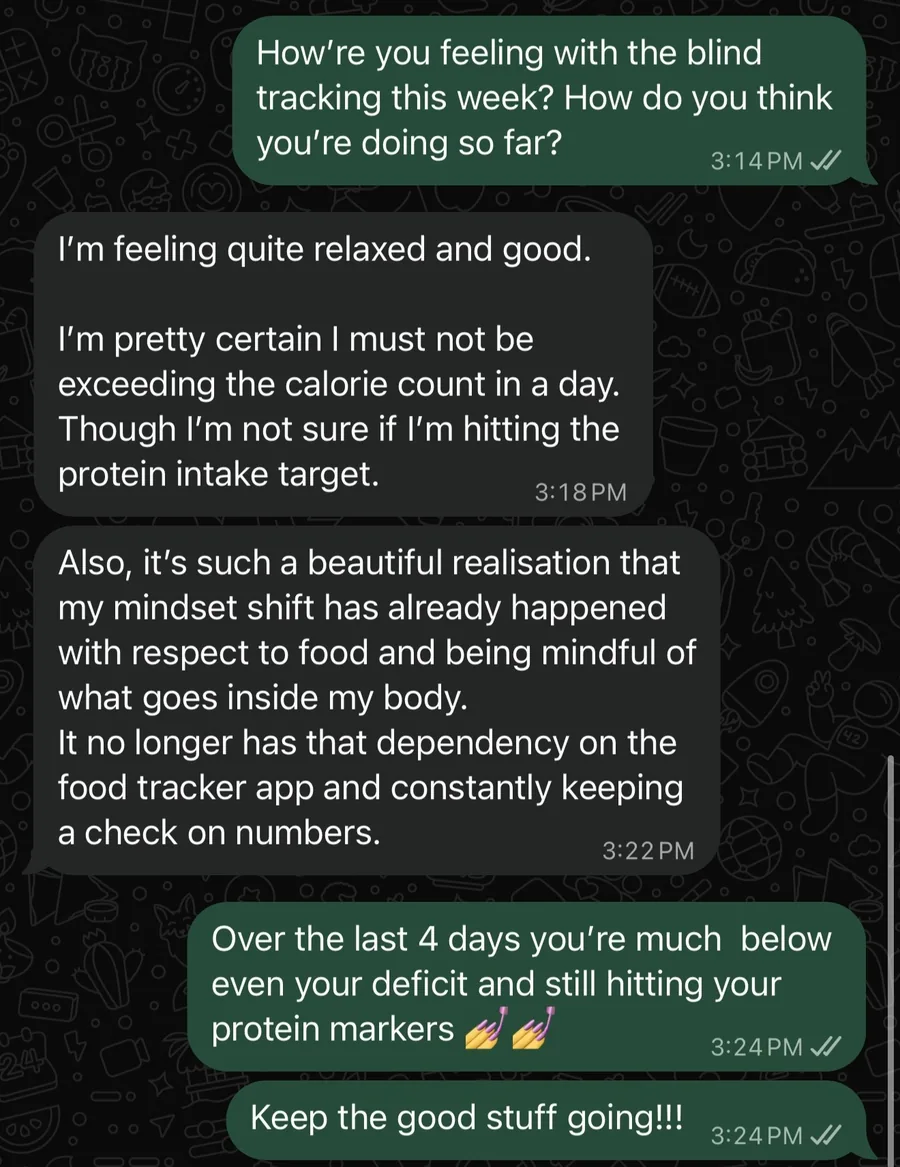 How’re you feeling with the blind
tracking this week? How do you think
you’re doing so far?
3:14 PM
I’m feeling quite relaxed and good.
I’m pretty certain I must not be
exceeding the calorie count in a day.
Though I’m not sure if I’m hitting the
protein intake target.
3:18 PM
Also, it’s such a beautiful realisation that
my mindset shift has already happened
with respect to food and being mindful of
what goes inside my body.
It no longer has that dependency on the
food tracker app and constantly keeping
a check on numbers.
3:22 PM
Over the last 4 days you’re much  below
even your deficit and still hitting your
protein markers 💅💅
3:24 PM
Keep the good stuff going!!!
3:24 PM